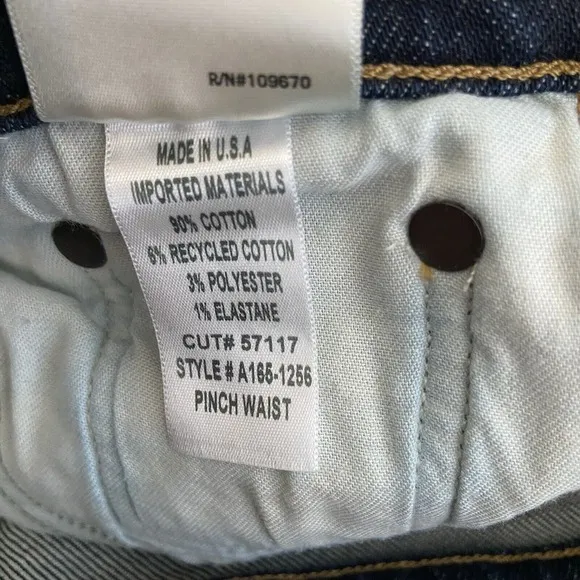 R/N#109670
MADE IN U.S.A
IMPORTED MATERIALS
90% COTTON
6% RECYCLED COTTON
3% POLYESTER
1% ELASTANE
CUT# 57117
STYLE # A165-1256
PINCH WAIST